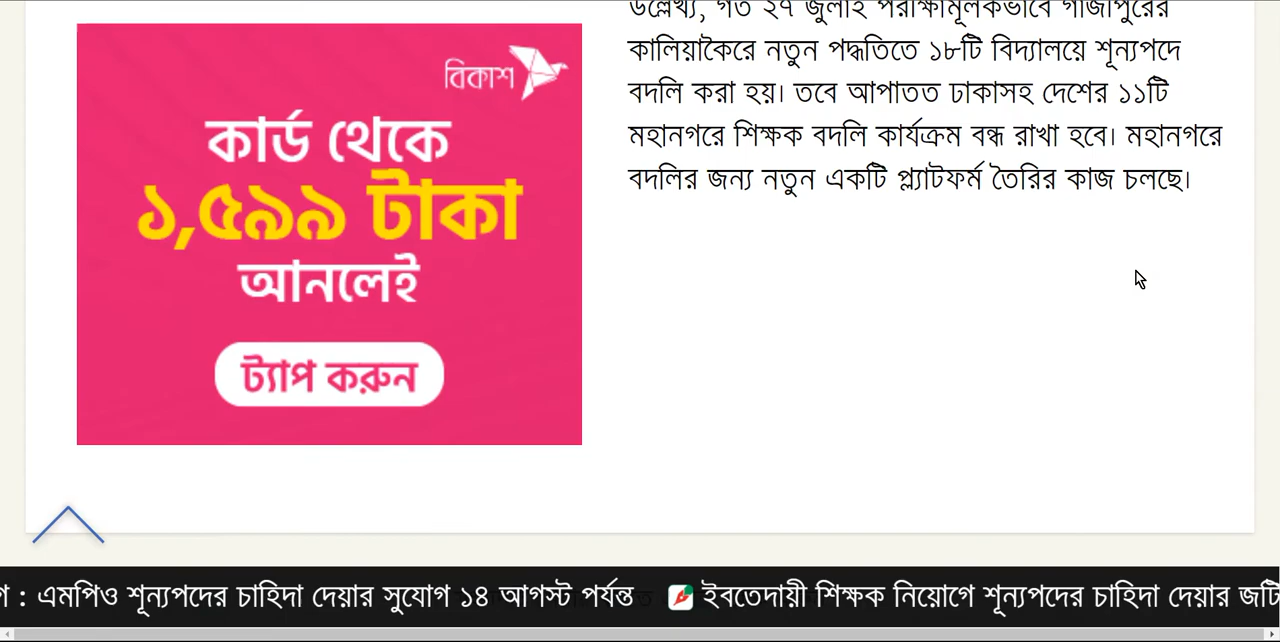 বিকাশ
কার্ড থেকে
১,৫৯৯ টাকা
আনলেই
ট্যাপ করুন
উল্লেখ্য, গত ২৭ জুলাই পরীক্ষামূলকভাবে গাজীপুরের
কালিয়াকৈরে নতুন পদ্ধতিতে ১৮টি বিদ্যালয়ে শূন্যপদে
বদলি করা হয়। তবে আপাতত ঢাকাসহ দেশের ১১টি
মহানগরে শিক্ষক বদলি কার্যক্রম বন্ধ রাখা হবে। মহানগরে
বদলির জন্য নতুন একটি প্ল্যাটফর্ম তৈরির কাজ চলছে।
: এমপিও শূন্যপদের চাহিদা দেয়ার সুযোগ ১৪ আগস্ট পর্যন্ত ইবতেদায়ী শিক্ষক নিয়োগে শূন্যপদের চাহিদা দেয়ার জটি